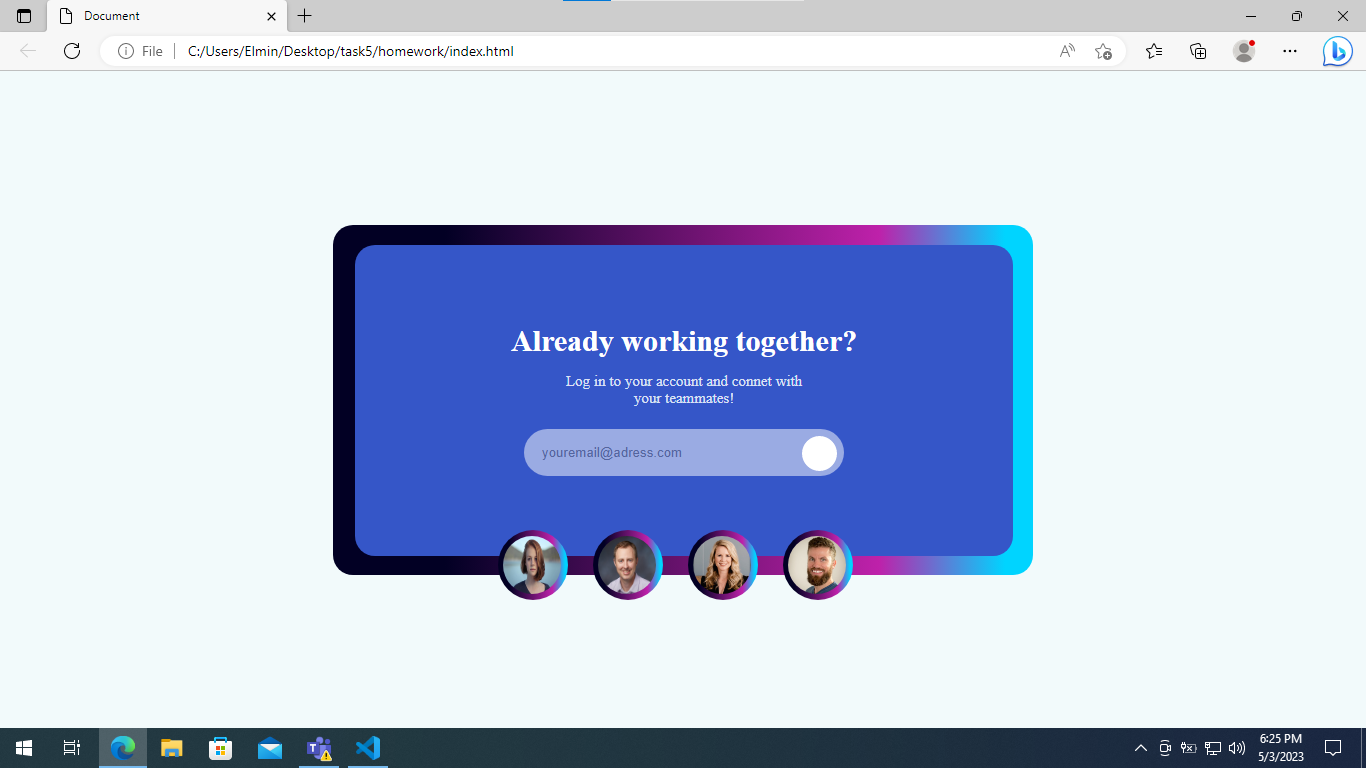 Document
File
C:/Users/Elmin/Desktop/task5/homework/index.html
Already working together?
Log in to your account and connet with
your teammates!
youremail@adress.com
6:25 PM
5/3/2023